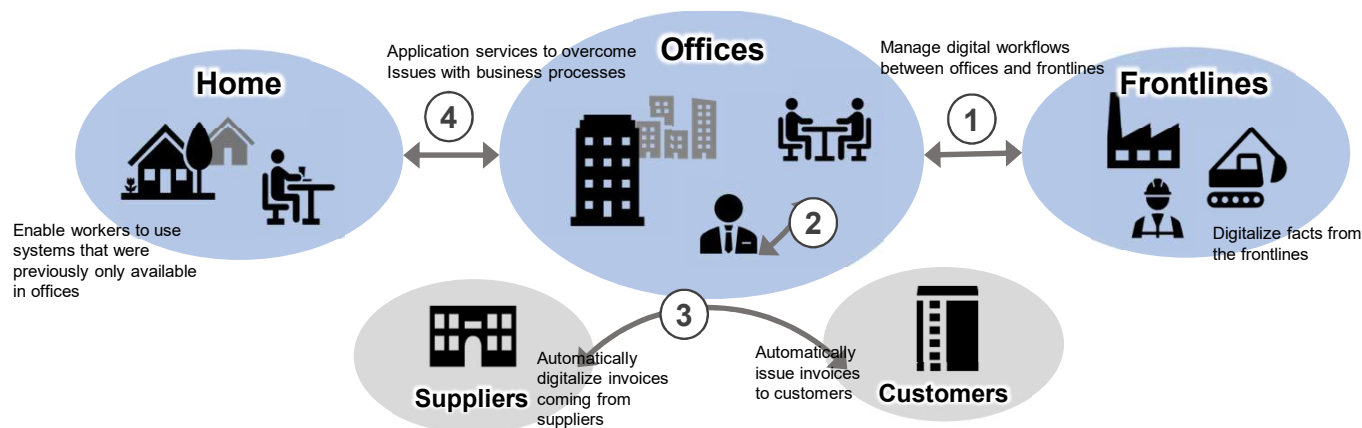 Home
Application services to overcome
Issues with business processes
4
Offices
Manage digital workflows
between offices and frontlines
1
Frontlines
2
Enable workers to use
systems that were
previously only available
in offices
Digitalize facts from
the frontlines
3
Automatically
digitalize invoices
coming from
suppliers
Suppliers
Automatically
issue invoices
to customers
Customers